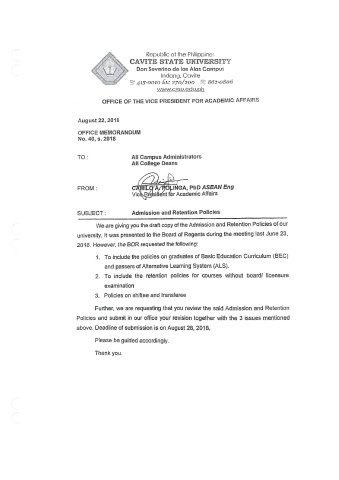 Republic of the Philippines
CAVITE STATE UNIVERSITY
Don Severino de las Alas Campus
Indang, Cavite
www.cvsu.edu.ph
OFFICE OF THE VICE PRESIDENT FOR ACADEMIC AFFAIRS
August 22, 2018
OFFICE MEMORANDUM
No. 40, s. 2018
TO : All Campus Administrators
All College Deans
FROM : CAMILO A. POLINGA, PhD ASEAN Eng
Vice President for Academic Affairs
SUBJECT : Admission and Retention Policies
We are giving you the draft copy of the Admission and Retention Policies of our
university. It was presented to the Board of Regents during the meeting last June 23,
2018. However, the BOR requested the following:
1. To include the policies on graduates of Basic Education Curriculum (BEC)
and passers of Alternative Learning System (ALS).
2. To include the retention policies for courses without board/ licensure
examination
3. Policies on shiftee and transferee
Further, we are requesting that you review the said Admission and Retention
Policies and submit in our office your revision together with the 3 issues mentioned
above. Deadline of submission is on August 28, 2018.
Please be guided accordingly.
Thank you.